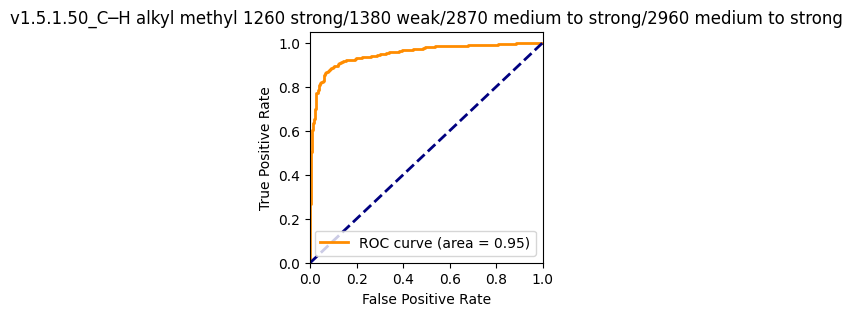 v1.5.1.50_C─H alkyl methyl 1260 strong/1380 weak/2870 medium to strong/2960 medium to strong
1.0
0.8
0.6
0.4
0.2
0.0
True Positive Rate
ROC curve (area = 0.95)
0.0 0.2 0.4 0.6 0.8 1.0
False Positive Rate